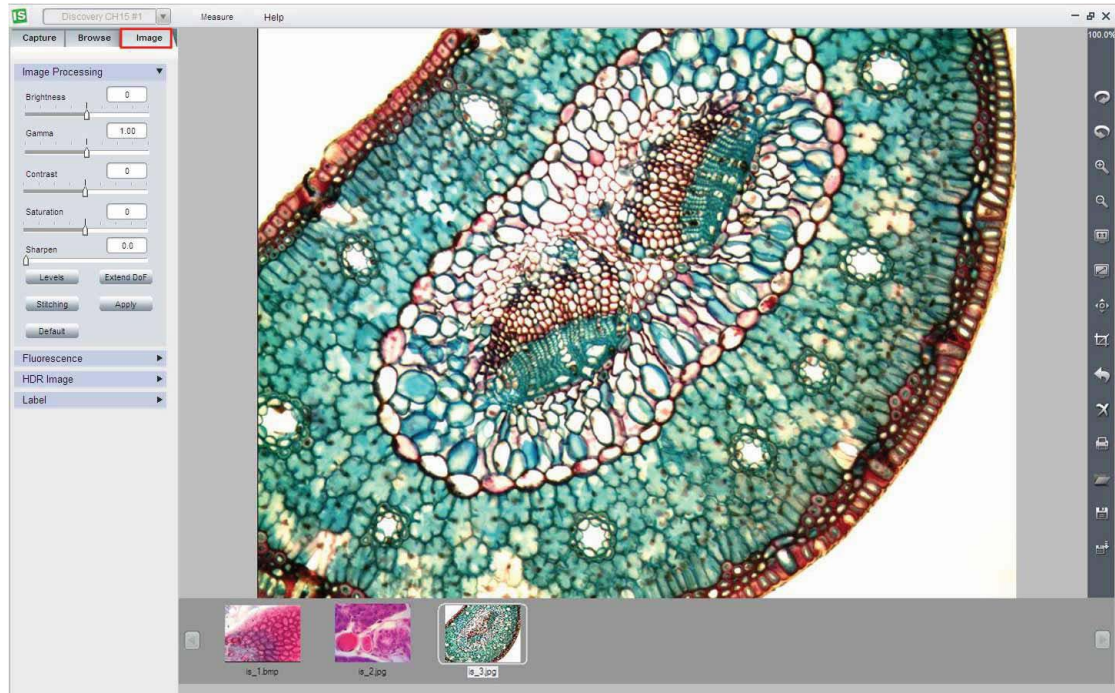 IS
Discovery CH15 #1
Measure
Help
100.0%
Capture Browse Image
Image Processing
Brightness 0
Gamma 1.00
Contrast 0
Saturation 0
Sharpen 0.0
Levels Extend DoF
Stitching Apply
Default
Fluorescence
HDR Image
Label
is_1.bmp is_2.jpg is_3.jpg